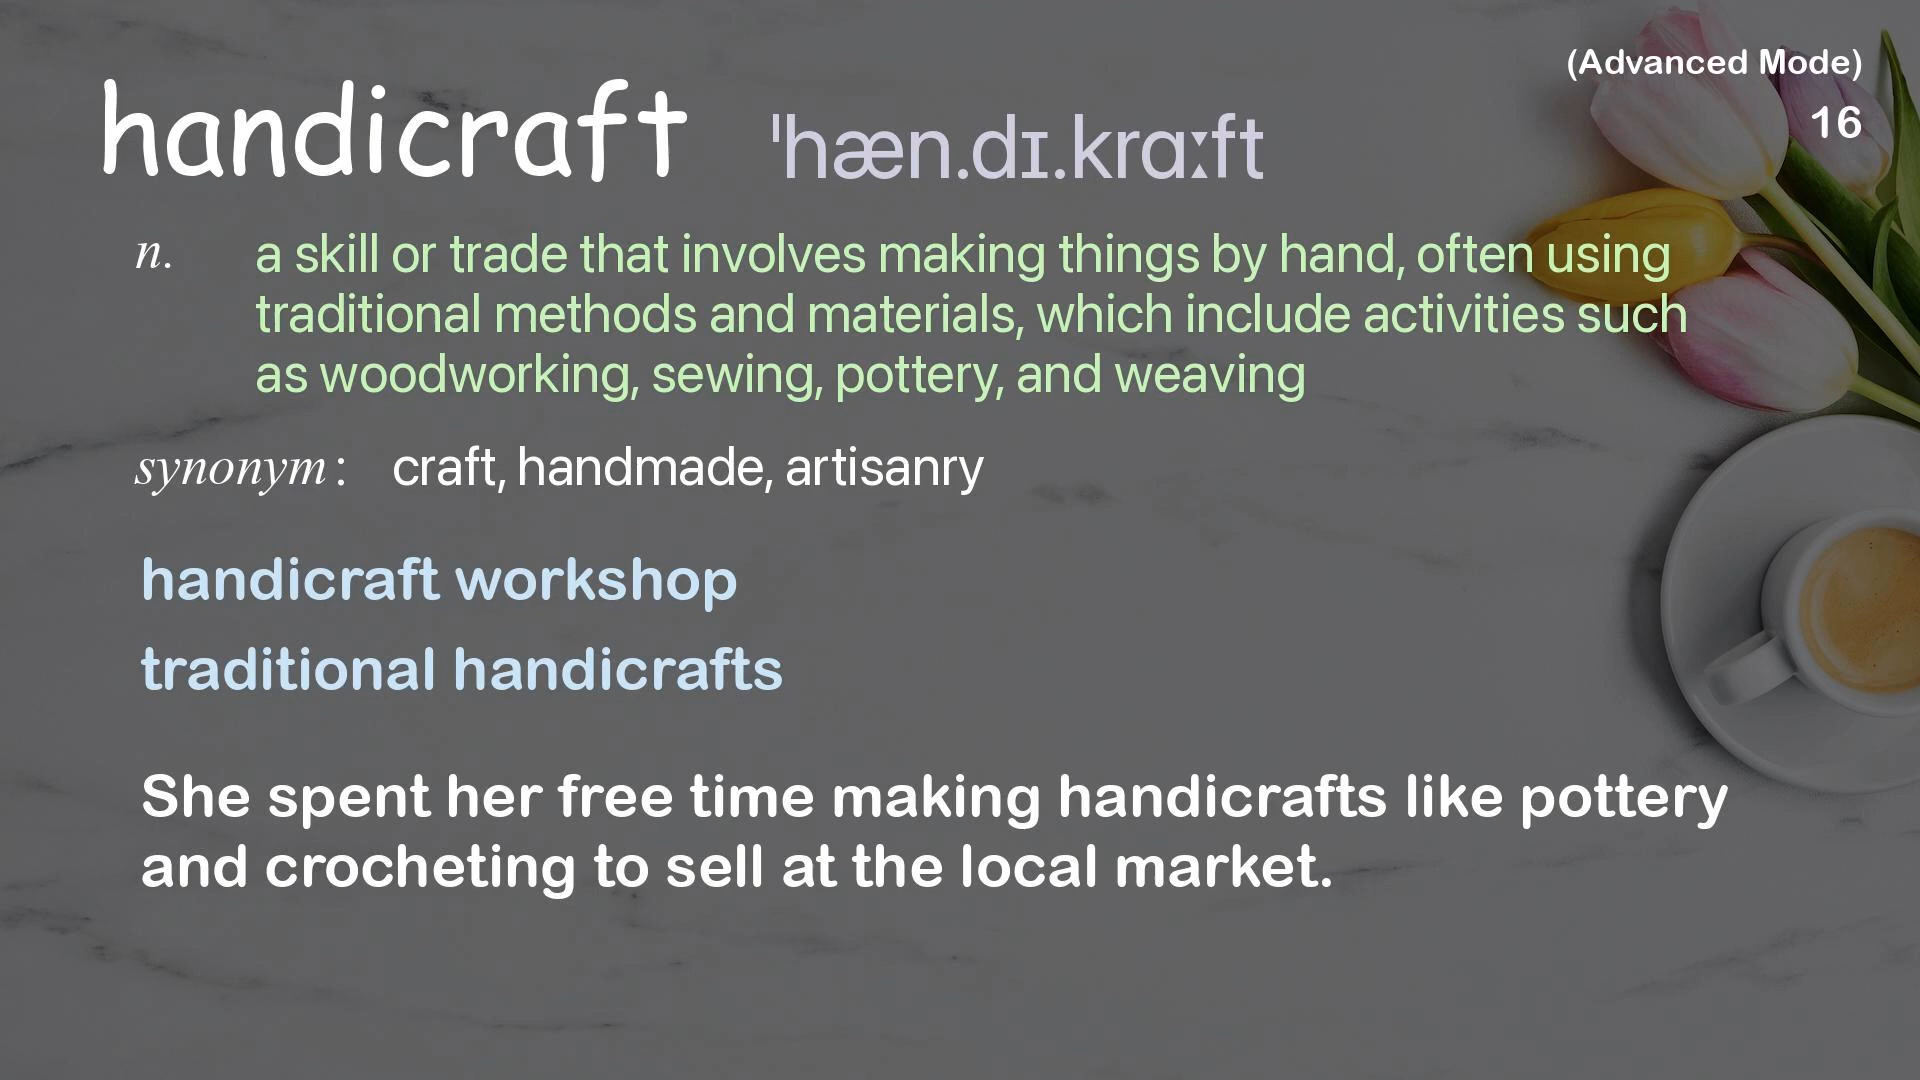 (Advanced Mode)
16
handicraft ˈhæn.dɪ.krɑːft
n. a skill or trade that involves making things by hand, often using
traditional methods and materials, which include activities such
as woodworking, sewing, pottery, and weaving
synonym: craft, handmade, artisanry
handicraft workshop
traditional handicrafts
She spent her free time making handicrafts like pottery
and crocheting to sell at the local market.